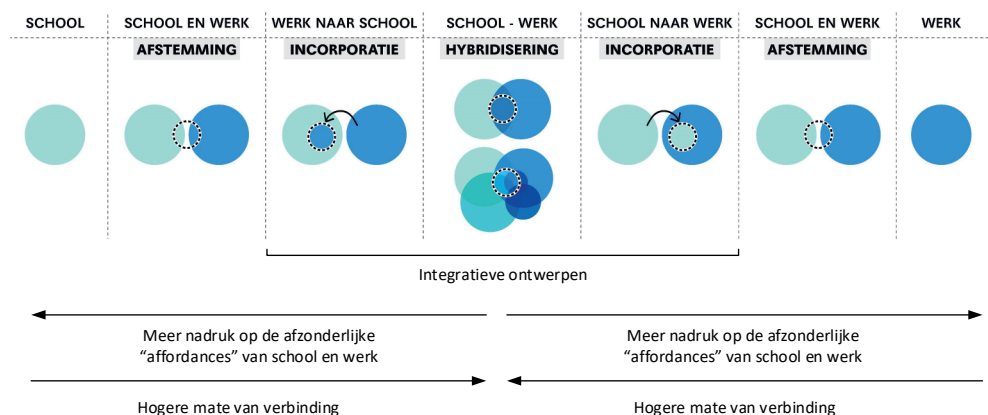 SCHOOL
SCHOOL EN WERK
WERK NAAR SCHOOL
SCHOOL - WERK
SCHOOL NAAR WERK
SCHOOL EN WERK
WERK
AFSTEMMING
INCORPORATIE
HYBRIDISERING
INCORPORATIE
AFSTEMMING
Integratieve ontwerpen
Meer nadruk op de afzonderlijke
“affordances” van school en werk
Meer nadruk op de afzonderlijke
“affordances” van school en werk
Hogere mate van verbinding
Hogere mate van verbinding